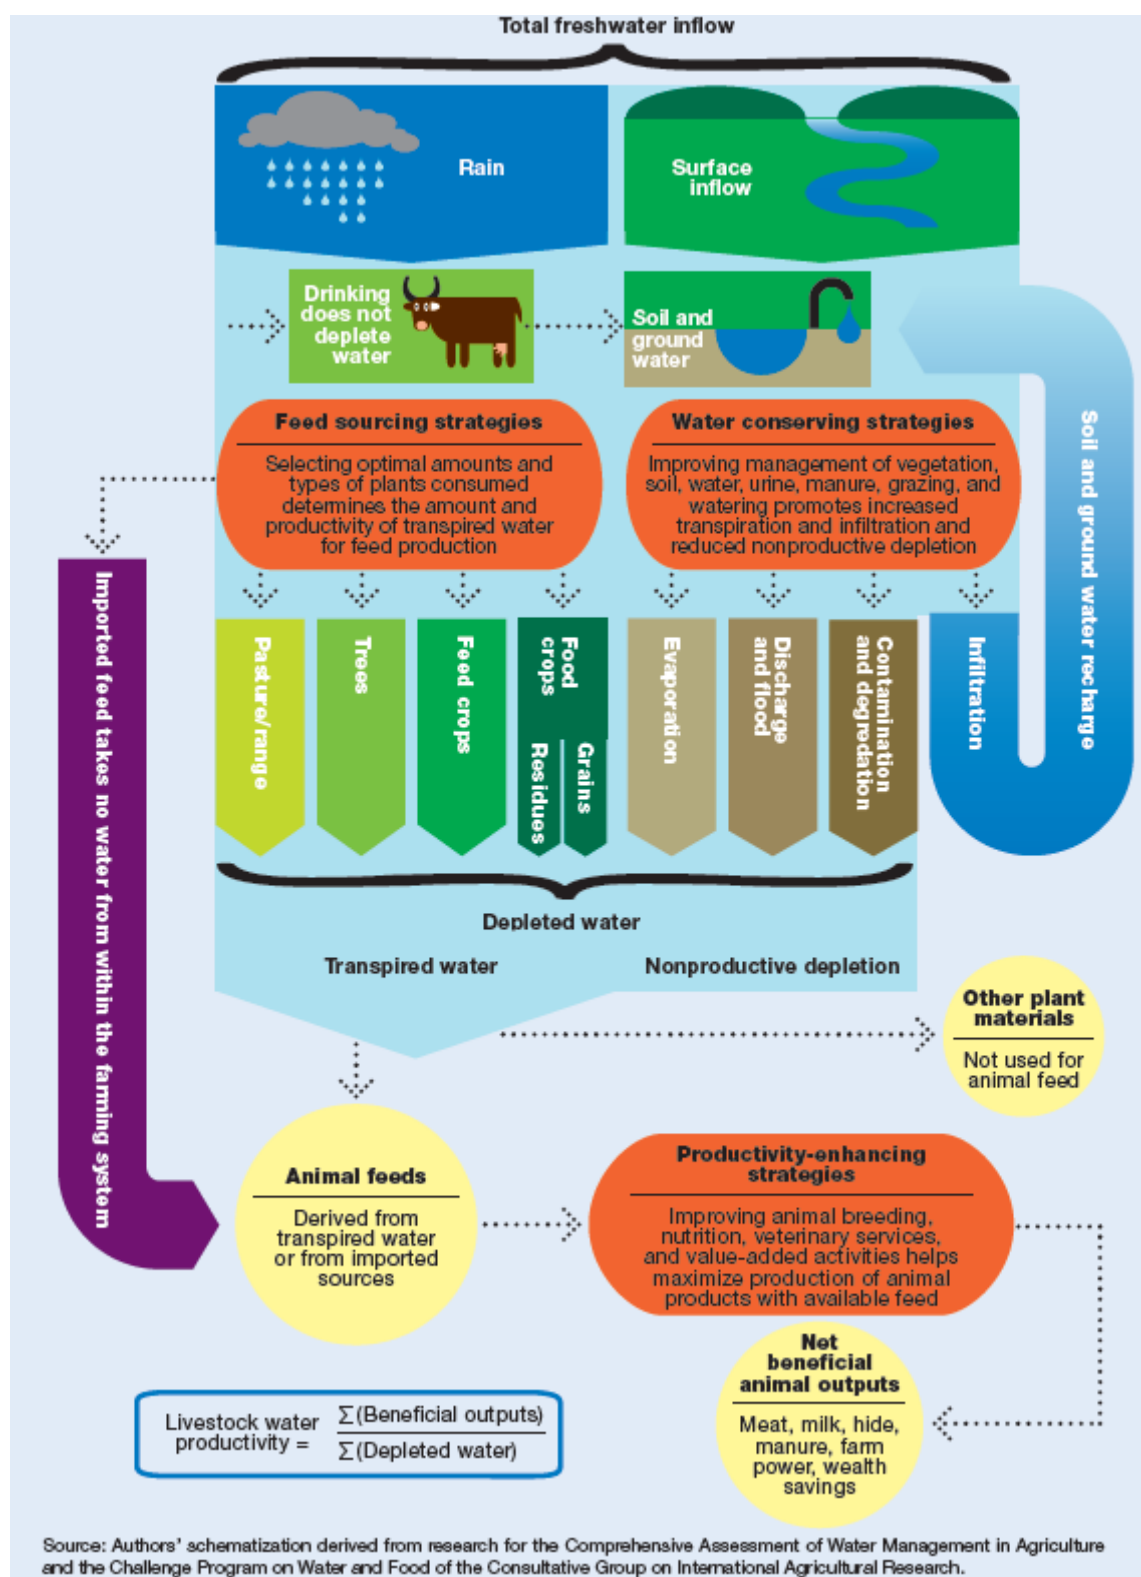 Total freshwater inflow
Rain
Surface
inflow
Drinking
does not
deplete
water
Soil and
ground
water
Soil and ground water recharge
Feed sourcing strategies
Selecting optimal amounts and
types of plants consumed
determines the amount and
productivity of transpired water
for feed production
Water conserving strategies
Improving management of vegetation,
soil, water, urine, manure, grazing, and
watering promotes increased
transpiration and infiltration and
reduced nonproductive depletion
Imported feed takes no water from within the farming system
Pasture/range
Trees
Feed crops
Food
crops
Residues
Grains
Evaporation
Discharge
and flood
Contamination
and degredation
Infiltration
Depleted water
Transpired water
Nonproductive depletion
Other plant
materials
Not used for
animal feed
Animal feeds
Derived from
transpired water
or from imported
sources
Productivity-enhancing
strategies
Improving animal breeding,
nutrition, veterinary services,
and value-added activities helps
maximize production of animal
products with available feed
Net
beneficial
animal outputs
Meat, milk, hide,
manure, farm
power, wealth
savings
Livestock water
productivity =
Σ(Beneficial outputs)
Σ(Depleted water)
Source: Authors' schematization derived from research for the Comprehensive Assessment of Water Management in Agriculture
and the Challenge Program on Water and Food of the Consultative Group on International Agricultural Research.